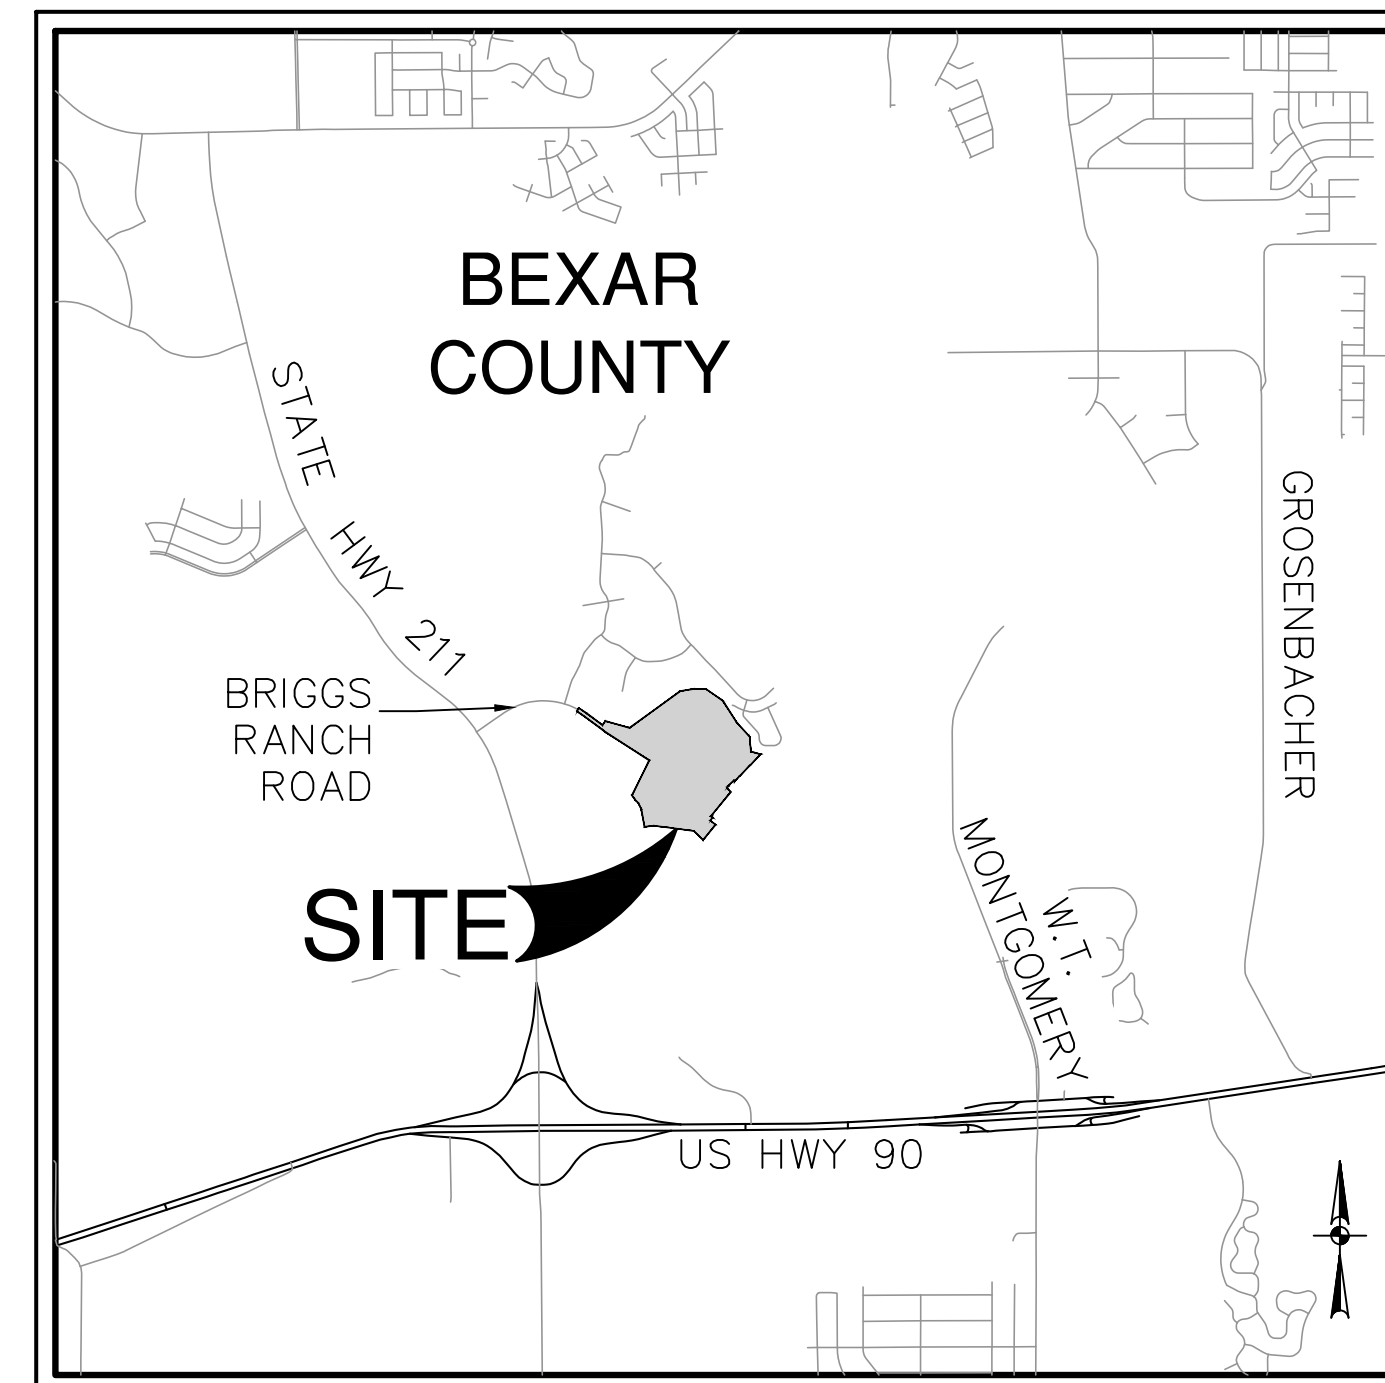 BEXAR
COUNTY
STATE HWY 211
GROSENBACHER
BRIGGS
RANCH
ROAD
SITE
W.T.
MONTGOMERY
US HWY 90